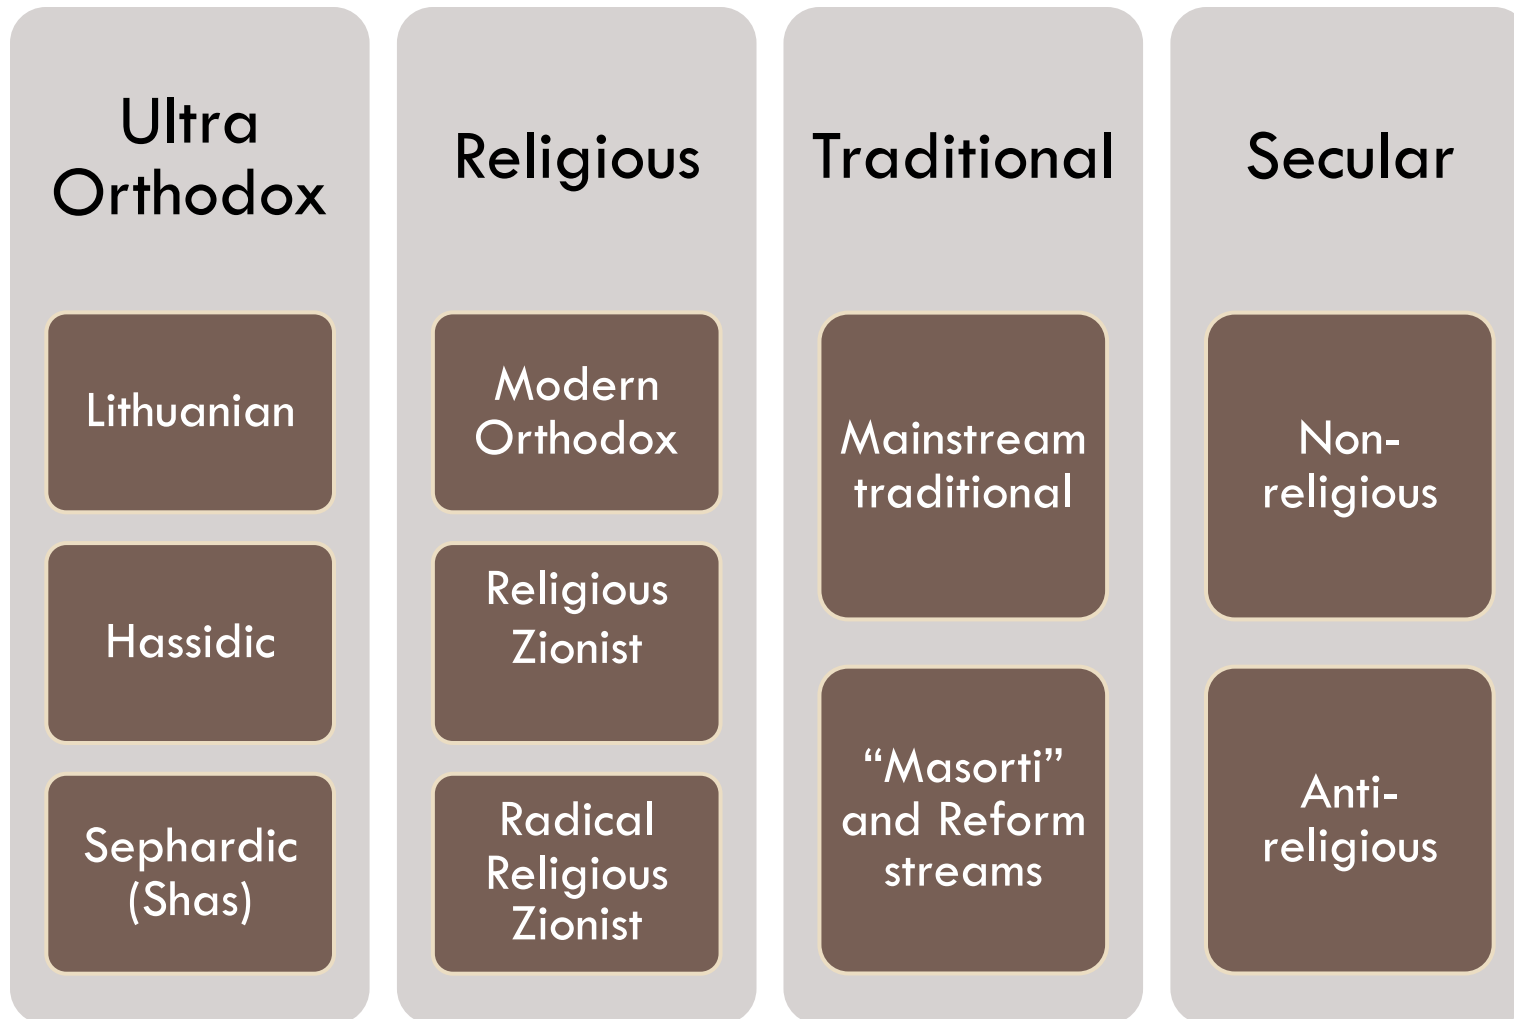 Ultra
Orthodox
Lithuanian
Hassidic
Sephardic
(Shas)
Religious
Modern
Orthodox
Religious
Zionist
Radical
Religious
Zionist
Traditional
Mainstream
traditional
“Masorti”
and Reform
streams
Secular
Non-
religious
Anti-
religious